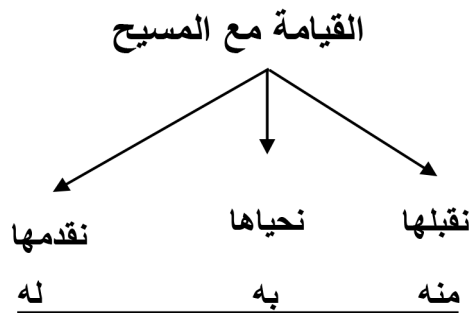 القيامة مع المسيح
نقبلها نحياها نقدمها
منه به له